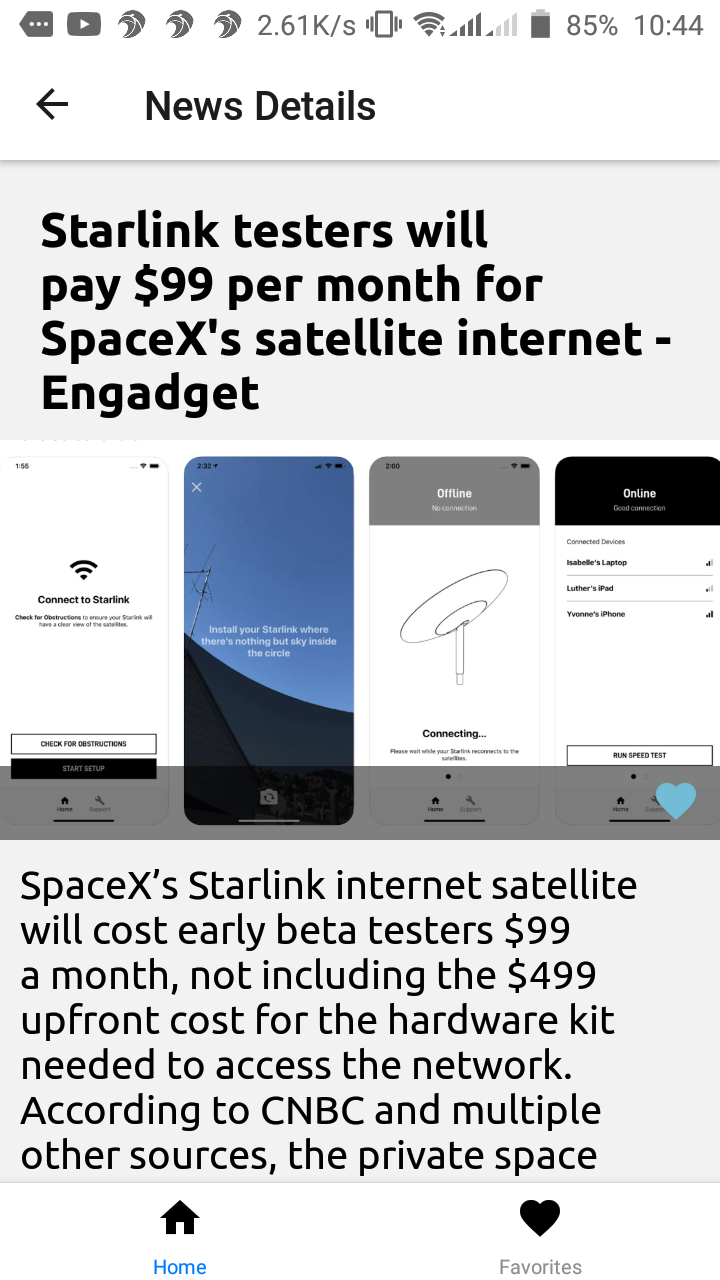 2.61K/s 85% 10:44
News Details
Starlink testers will
pay $99 per month for
SpaceX's satellite internet -
Engadget
1:55
Connect to Starlink
Check for Obstructions to ensure your Starlink will
have a clear view of the satellites.
CHECK FOR OBSTRUCTIONS
START SETUP
Home Support
2:32
Install your Starlink where
there's nothing but sky inside
the circle
2:00
Offline
No connection
Connecting...
Please wait while your Starlink reconnects to the
satellites.
Home Support
Online
Good connection
Connected Devices
Isabelle's Laptop
Luther's iPad
Yvonne's iPhone
RUN SPEED TEST
Home
SpaceX’s Starlink internet satellite
will cost early beta testers $99
a month, not including the $499
upfront cost for the hardware kit
needed to access the network.
According to CNBC and multiple
other sources, the private space
Home Favorites